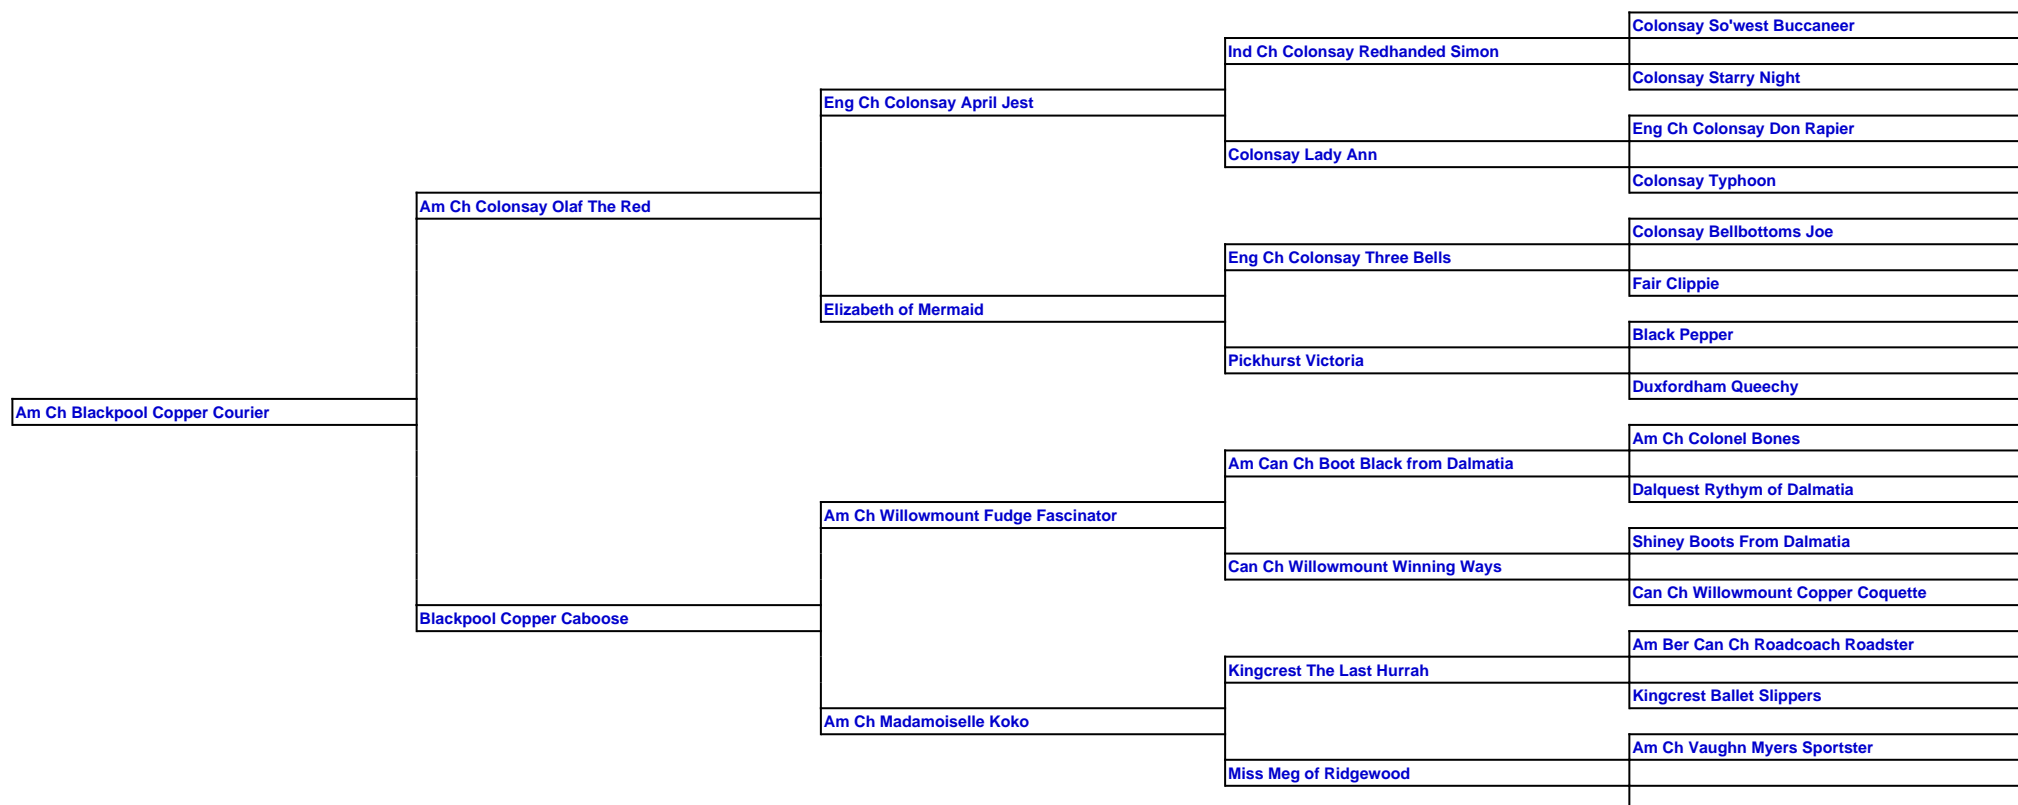 Colonsay So'west Buccaneer
Ind Ch Colonsay Redhanded Simon
Colonsay Starry Night
Eng Ch Colonsay April Jest
Eng Ch Colonsay Don Rapier
Colonsay Lady Ann
Colonsay Typhoon
Am Ch Colonsay Olaf The Red
Colonsay Bellbottoms Joe
Eng Ch Colonsay Three Bells
Fair Clippie
Elizabeth of Mermaid
Black Pepper
Pickhurst Victoria
Duxfordham Queechy
Am Ch Blackpool Copper Courier
Am Ch Colonel Bones
Am Can Ch Boot Black from Dalmatia
Dalquest Rythym of Dalmatia
Am Ch Willowmount Fudge Fascinator
Shiney Boots From Dalmatia
Can Ch Willowmount Winning Ways
Can Ch Willowmount Copper Coquette
Blackpool Copper Caboose
Am Ber Can Ch Roadcoach Roadster
Kingcrest The Last Hurrah
Kingcrest Ballet Slippers
Am Ch Madamoiselle Koko
Am Ch Vaughn Myers Sportster
Miss Meg of Ridgewood